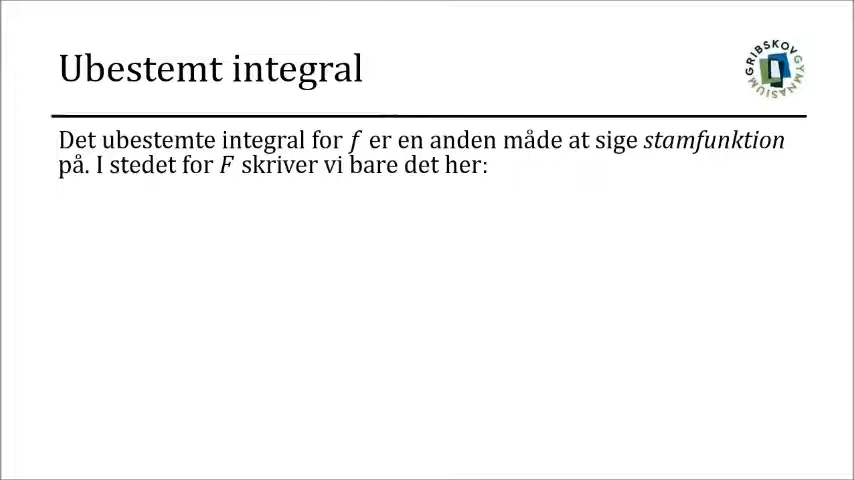 Ubestemt integral
GRIBSKOV GYMNASIUM
Det ubestemte integral for f er en anden måde at sige stamfunktion
på. I stedet for F skriver vi bare det her: